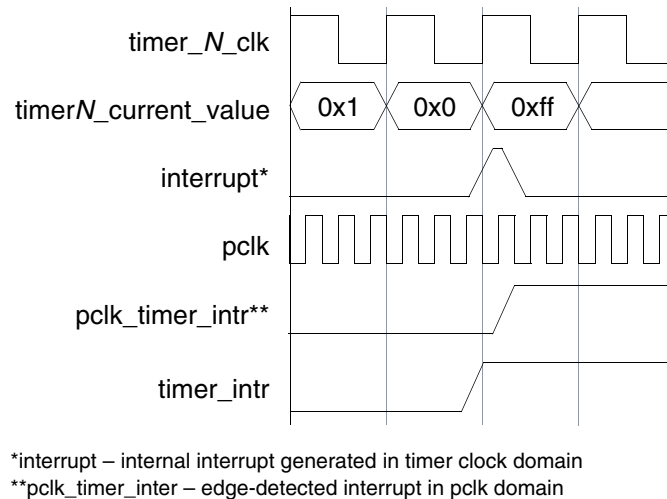 timer_N_clk
timerN_current_value
0x1
0x0
0xff
interrupt*
pclk
pclk_timer_intr**
timer_intr
*interrupt – internal interrupt generated in timer clock domain
**pclk_timer_inter – edge-detected interrupt in pclk domain